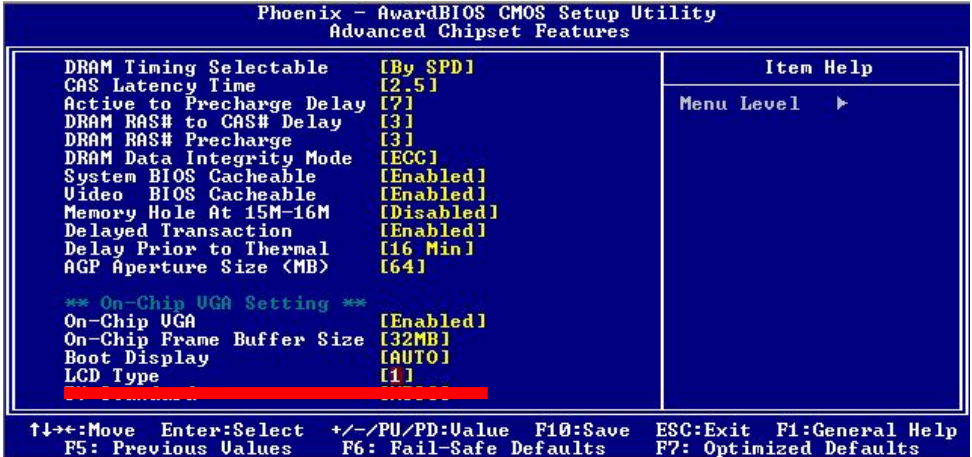 Phoenix - AwardBIOS CMOS Setup Utility
Advanced Chipset Features
DRAM Timing Selectable [By SPD]
CAS Latency Time [2.5]
Active to Precharge Delay [7]
DRAM RAS# to CAS# Delay [3]
DRAM RAS# Precharge [3]
DRAM Data Integrity Mode [ECC]
System BIOS Cacheable [Enabled]
Video BIOS Cacheable [Enabled]
Memory Hole At 15M-16M [Disabled]
Delayed Transaction [Enabled]
Delay Prior to Thermal [16 Min]
AGP Aperture Size (MB) [64]
** On-Chip VGA Setting **
On-Chip VGA [Enabled]
On-Chip Frame Buffer Size [32MB]
Boot Display [AUTO]
LCD Type [1]
Item Help
Menu Level ▶
↑↓→←:Move Enter:Select +/-/PU/PD:Value F10:Save ESC:Exit F1:General Help
F5: Previous Values F6: Fail-Safe Defaults F7: Optimized Defaults